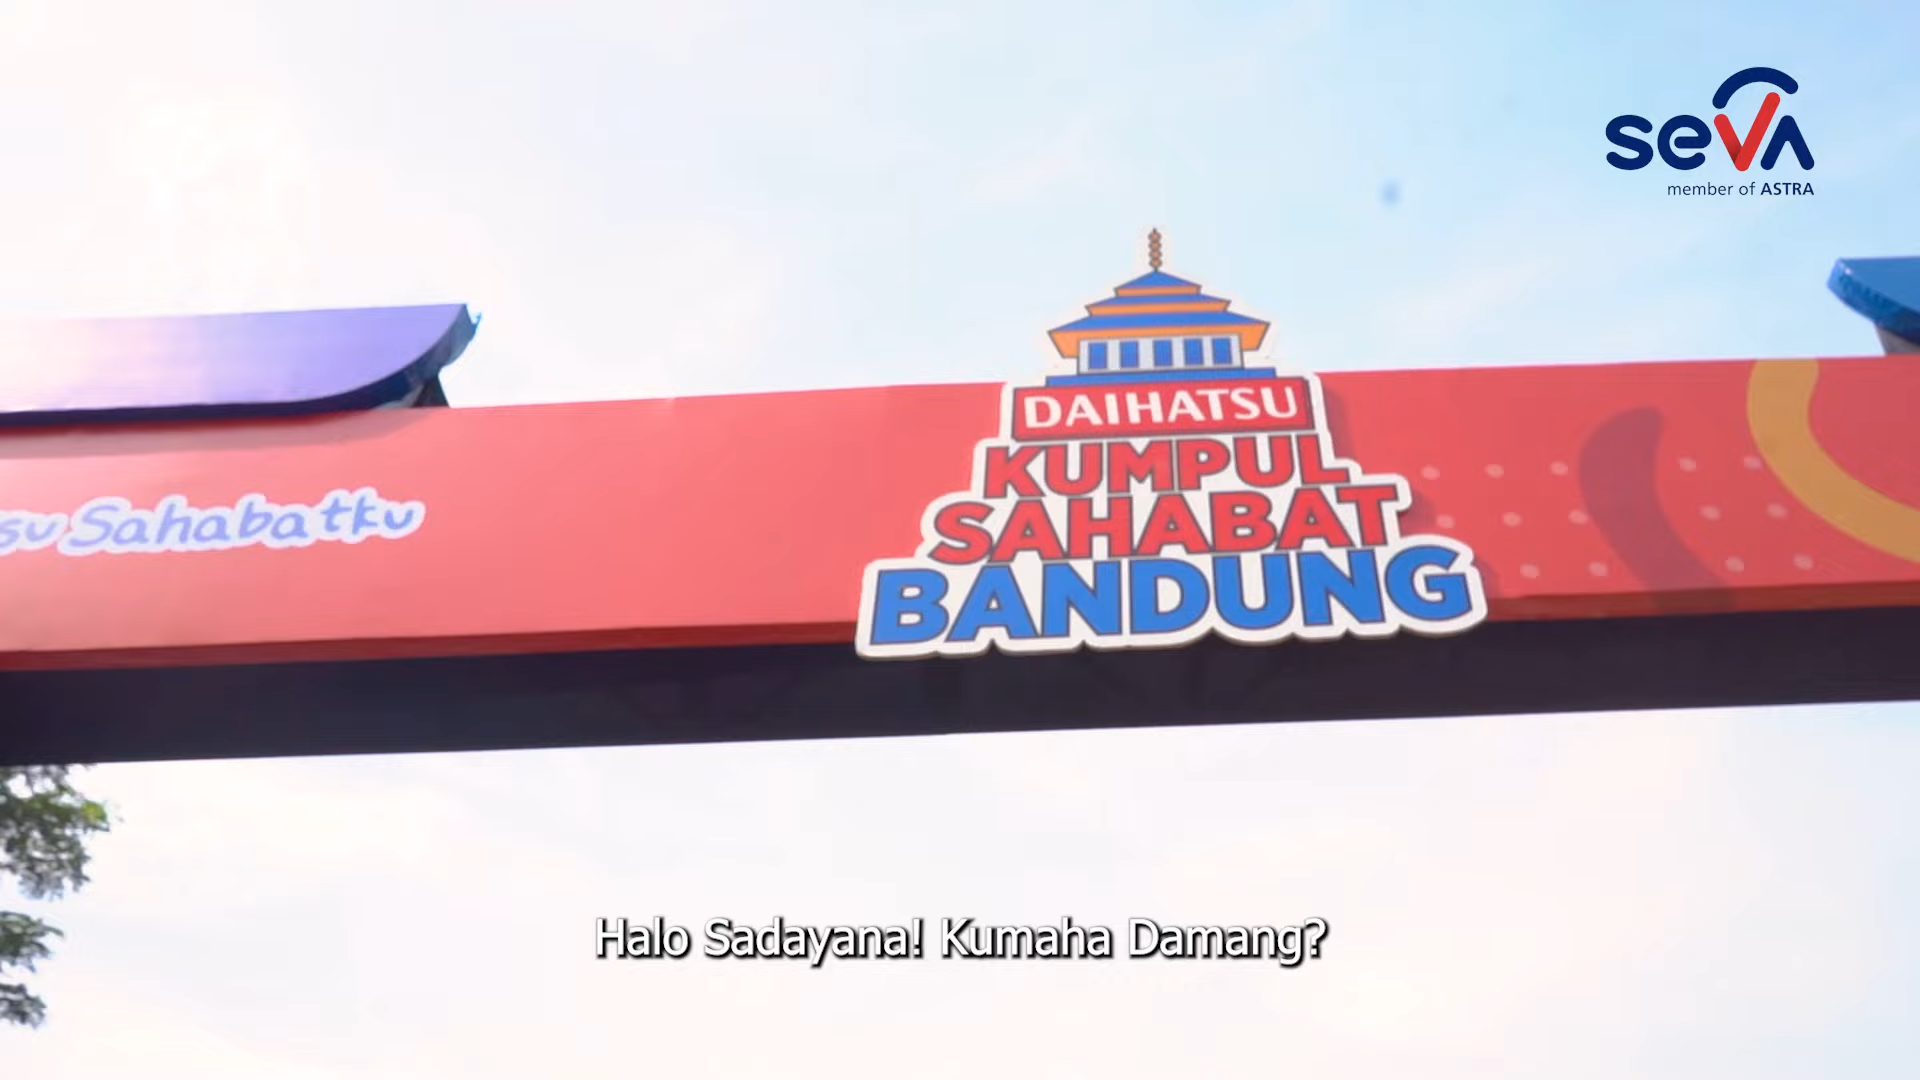 seva
member of ASTRA
DAIHATSU
KUMPUL
SAHABAT
BANDUNG
Sahabatku
Halo Sadayana! Kumaha Damang?